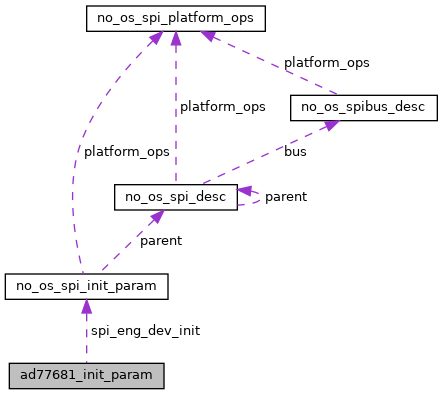 no_os_spi_platform_ops
platform_ops
no_os_spibus_desc
platform_ops
platform_ops
bus
no_os_spi_desc
parent
parent
no_os_spi_init_param
spi_eng_dev_init
ad77681_init_param